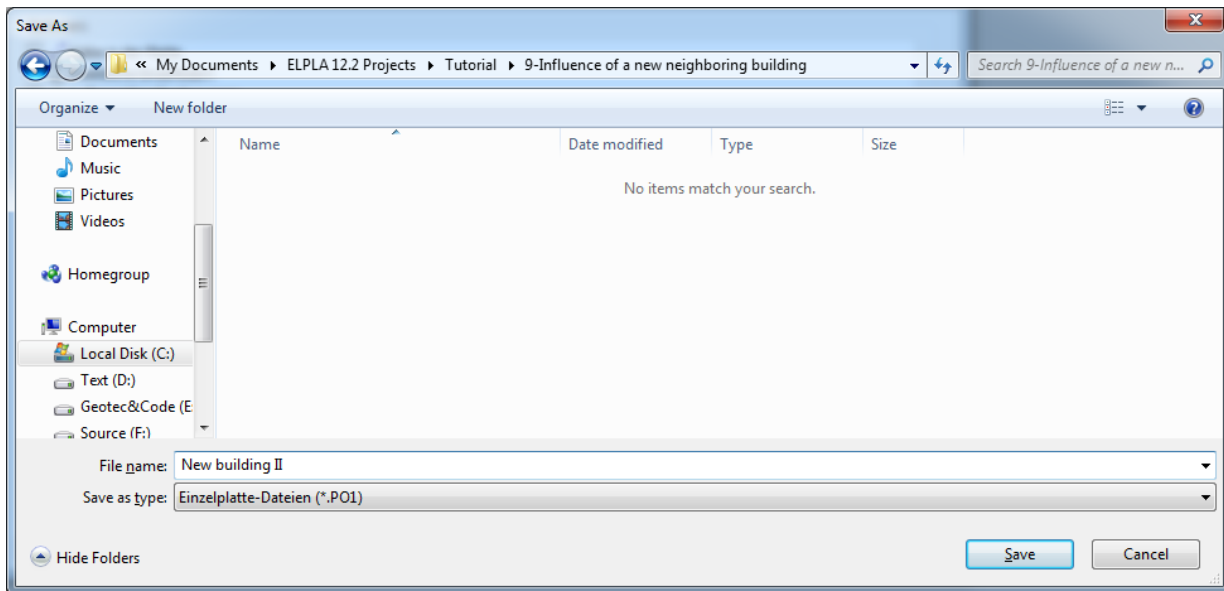 Save As
« My Documents ▸ ELPLA 12.2 Projects ▸ Tutorial ▸ 9-Influence of a new neighboring building
Search 9-Influence of a new n...
Organize ▾ New folder
Name Date modified Type Size
No items match your search.
Documents
Music
Pictures
Videos
Homegroup
Computer
Local Disk (C:)
Text (D:)
Geotec&Code (E:
Source (F:)
File name: New building II
Save as type: Einzelplatte-Dateien (*.PO1)
Hide Folders
Save Cancel